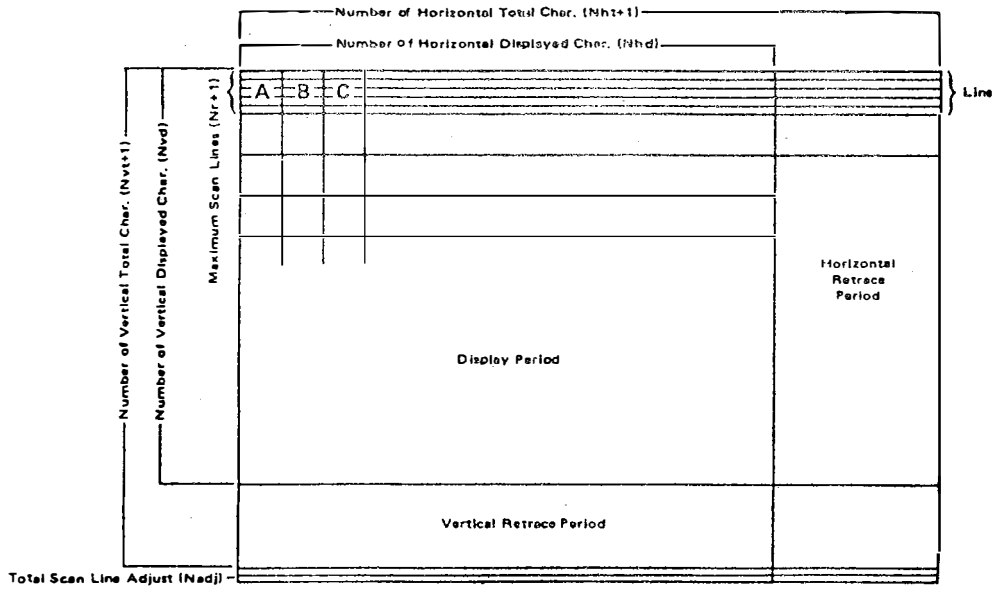 Number of Horizontal Total Char. (Nht+1)
Number of Horizontal Displayed Char. (Nhd)
A B C
Line
Number of Vertical Total Char. (Nvt+1)
Number of Vertical Displayed Char. (Nvd)
Maximum Scan Lines (Nr+1)
Horizontal
Retrace
Period
Display Period
Vertical Retrace Period
Total Scan Line Adjust (Nadj)